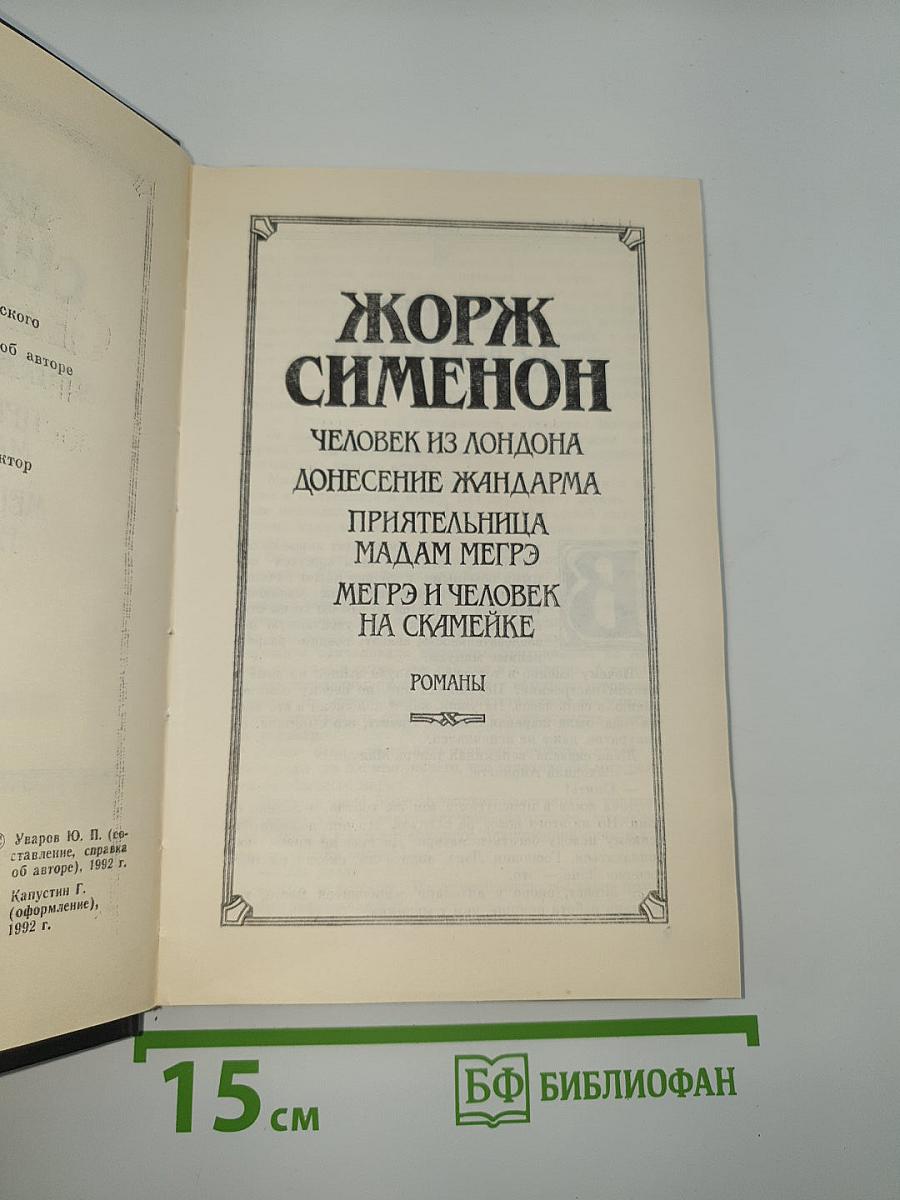 ского
об авторе
ктор
© Уваров Ю. П. (со-
ставление, справка
об авторе), 1992 г.
Капустин Г.
(оформление),
1992 г.
ЖОРЖ
СИМЕНОН
ЧЕЛОВЕК ИЗ ЛОНДОНА
ДОНЕСЕНИЕ ЖАНДАРМА
ПРИЯТЕЛЬНИЦА
МАДАМ МЕГРЭ
МЕГРЭ И ЧЕЛОВЕК
НА СКАМЕЙКЕ
РОМАНЫ
15 см
БФ БИБЛИОФАН